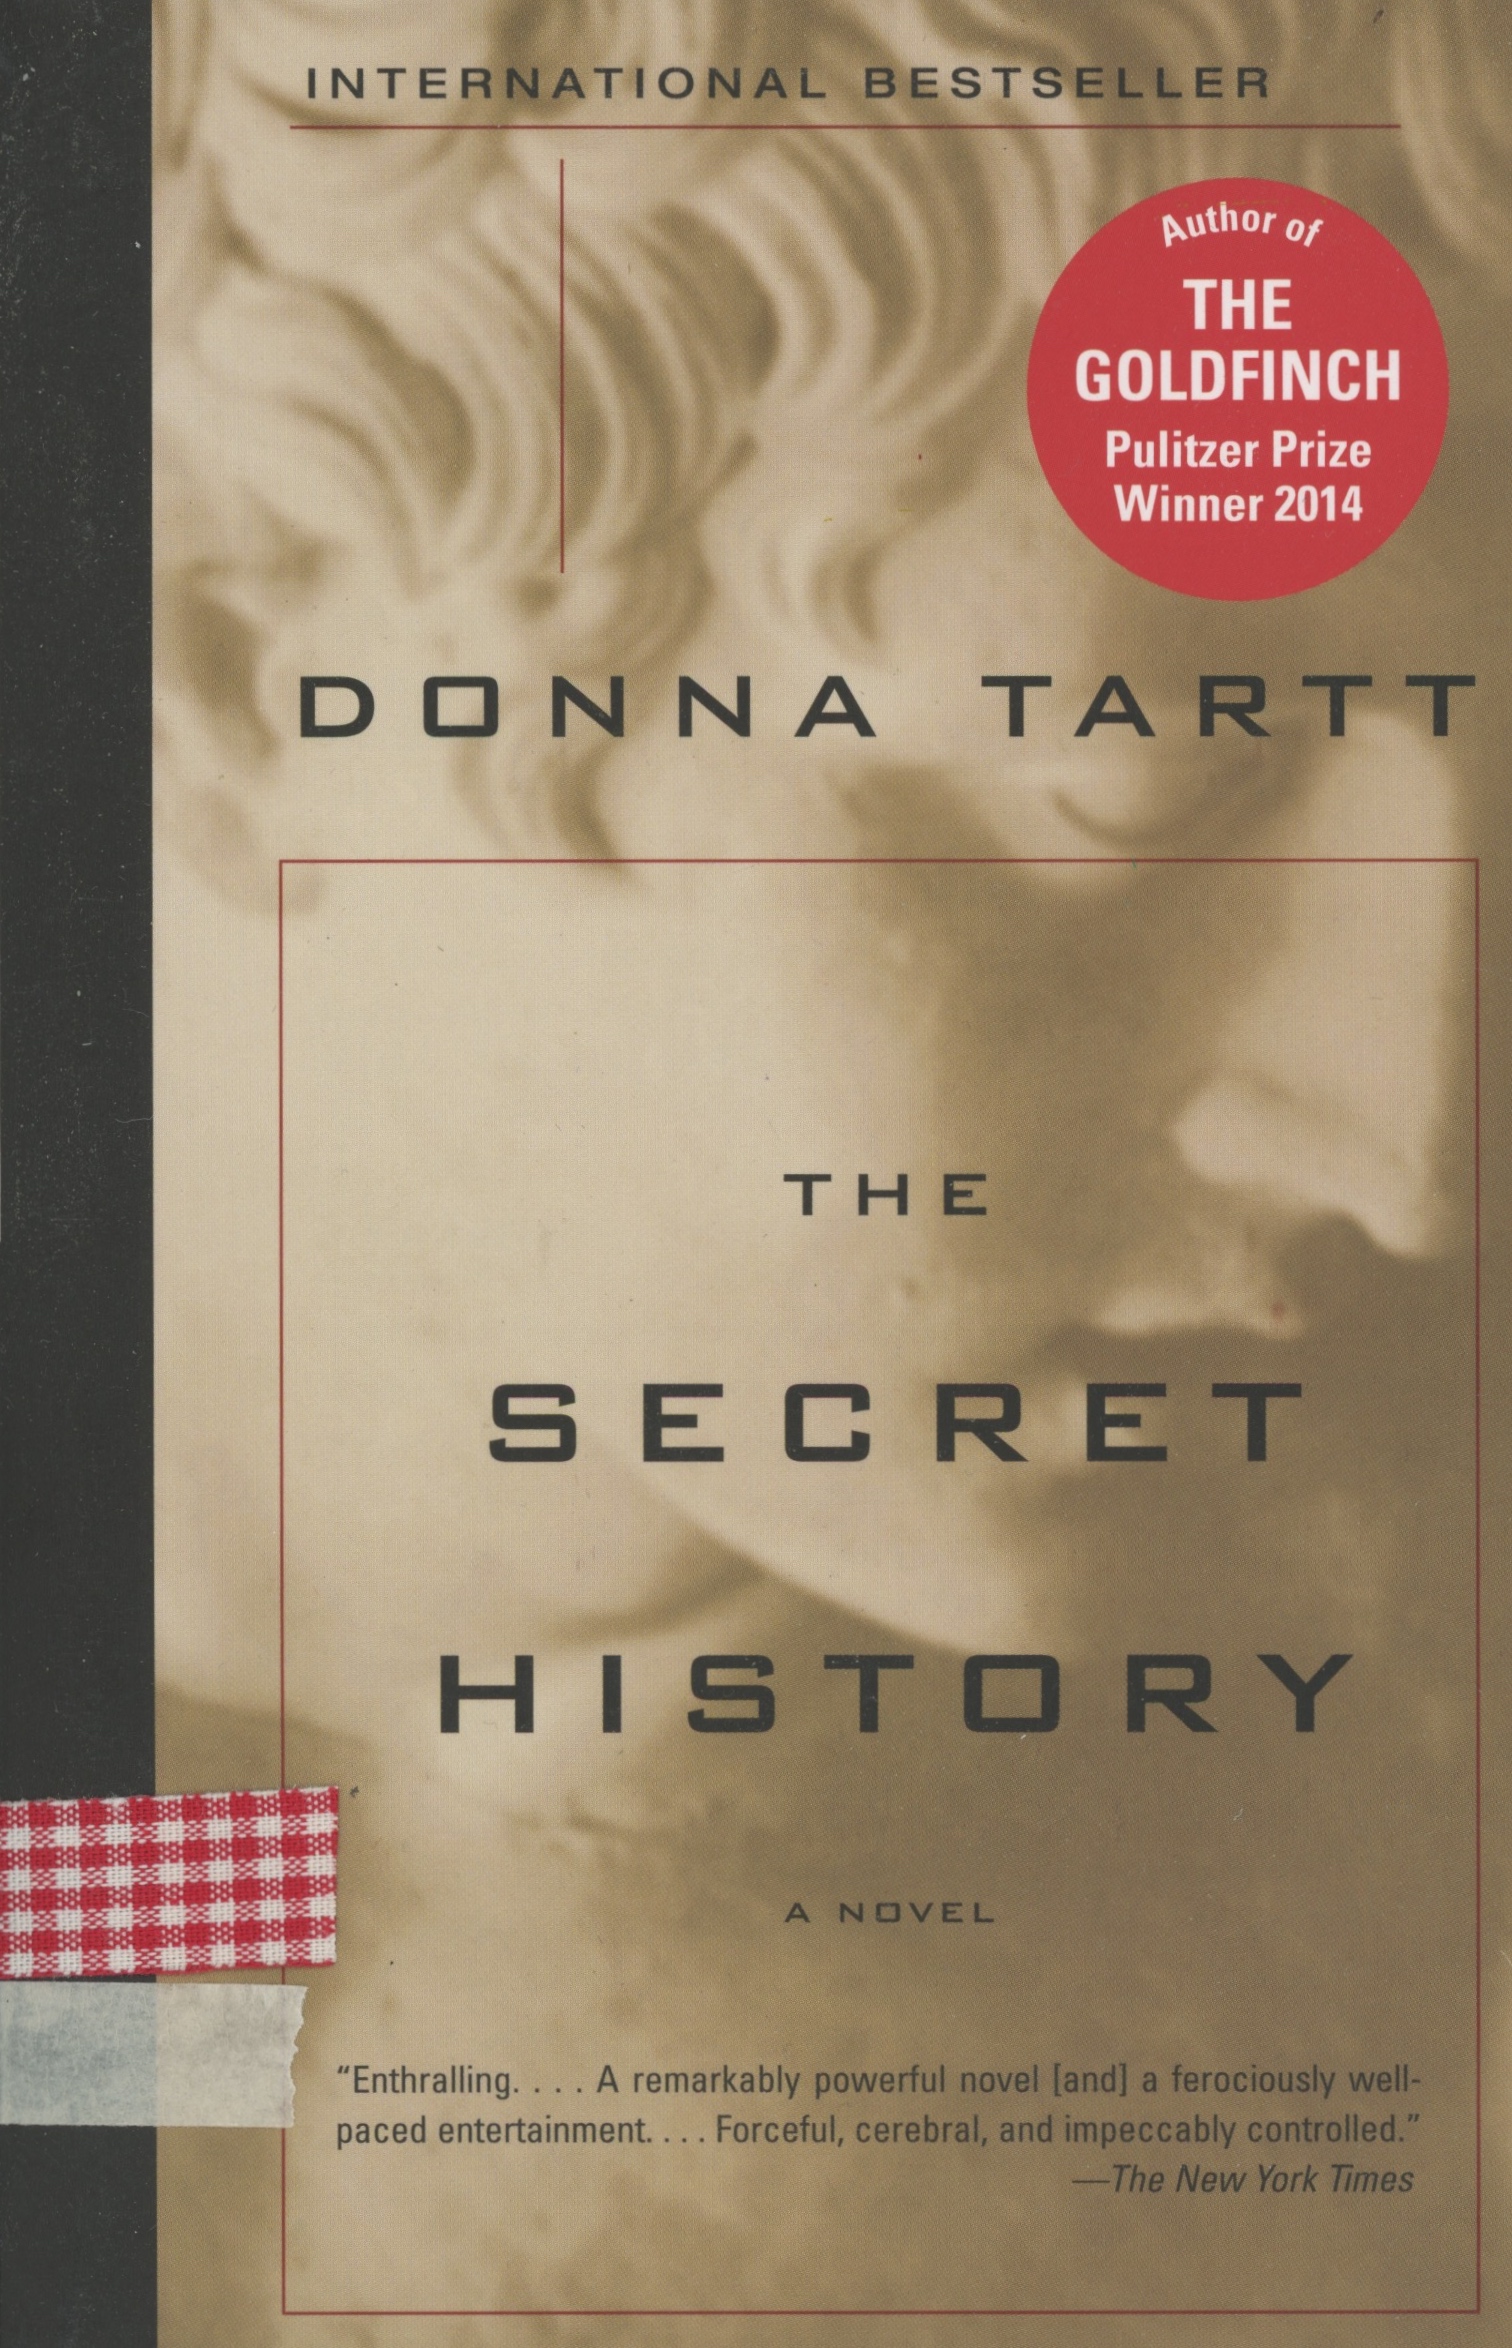 INTERNATIONAL BESTSELLER
Author of
THE
GOLDFINCH
Pulitzer Prize
Winner 2014
DONNA TARTT
THE
SECRET
HISTORY
A NOVEL
“Enthralling. . . . A remarkably powerful novel [and] a ferociously well-
paced entertainment. . . . Forceful, cerebral, and impeccably controlled.”
—The New York Times